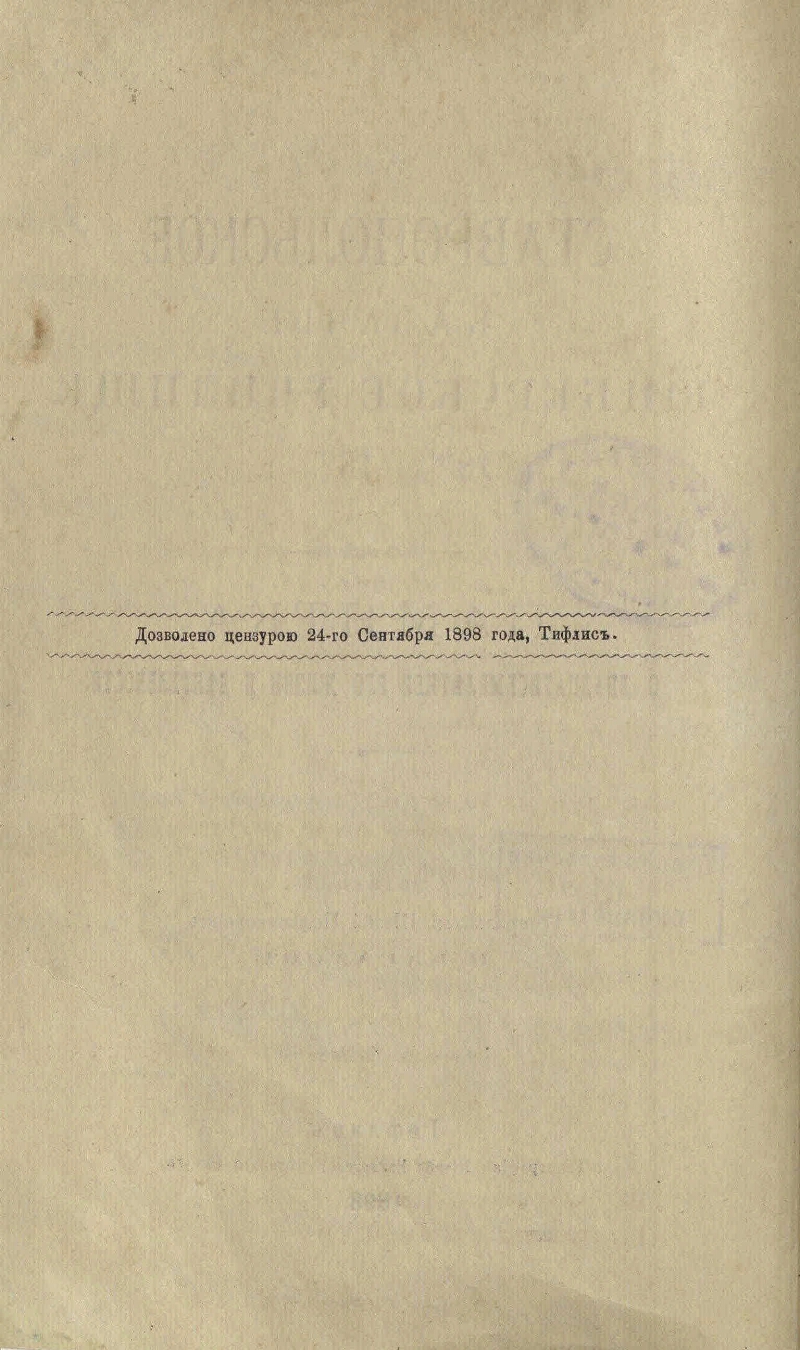 Дозволено цензурою 24-го Сентября 1898 года, Тифлисъ.